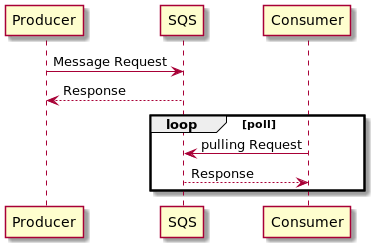 Producer SQS Consumer
Message Request
Response
loop [poll]
pulling Request
Response
Producer SQS Consumer